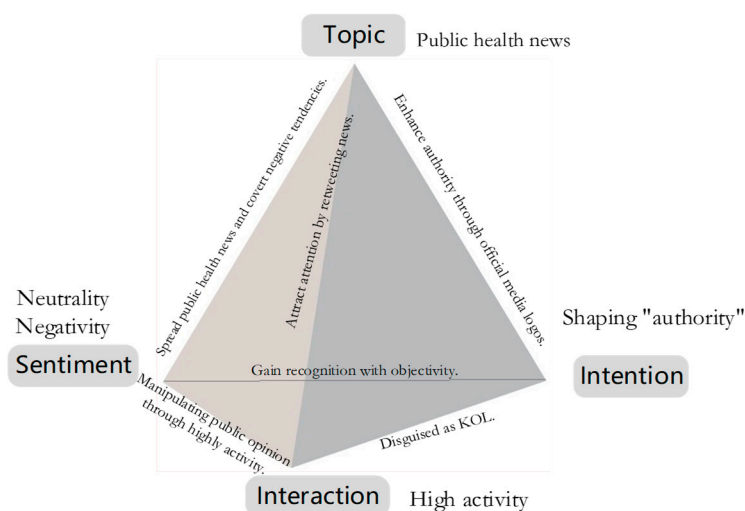 Topic
Public health news
Spread public health news and covert negative tendencies.
Attract attention by retweeting news.
Enhance authority through official media logos.
Neutrality
Negativity
Sentiment
Shaping "authority"
Intention
Gain recognition with objectivity.
Manipulating public opinion
through highly activity.
Disguised as KOL.
Interaction
High activity